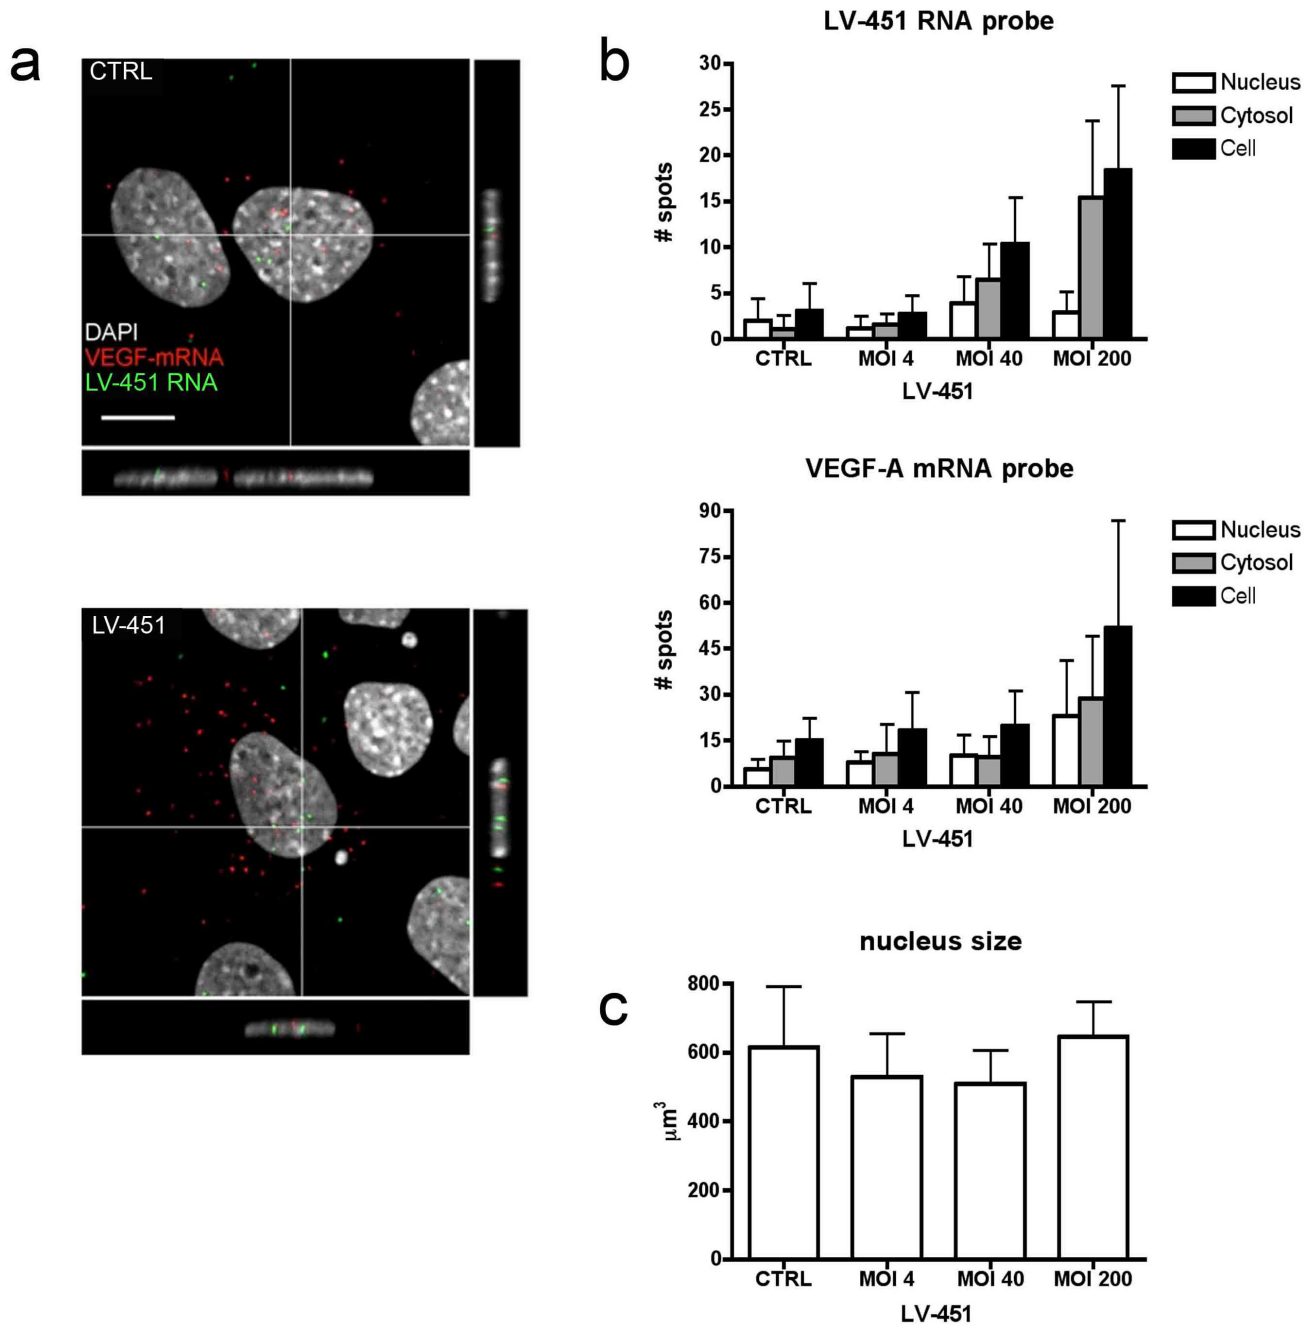 a
CTRL
DAPI
VEGF-mRNA
LV-451 RNA
LV-451
b
LV-451 RNA probe
# spots
30
25
20
15
10
5
0
CTRL MOI 4 MOI 40 MOI 200
LV-451
Nucleus
Cytosol
Cell
VEGF-A mRNA probe
# spots
90
75
60
45
30
15
0
CTRL MOI 4 MOI 40 MOI 200
LV-451
Nucleus
Cytosol
Cell
c
nucleus size
μm³
800
600
400
200
0
CTRL MOI 4 MOI 40 MOI 200
LV-451